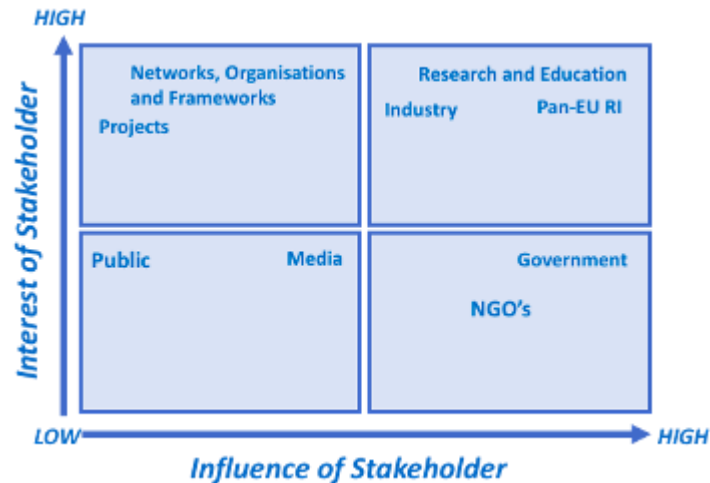 HIGH
Networks, Organisations
and Frameworks
Projects
Research and Education
Industry
Pan-EU RI
Interest of Stakeholder
Public
Media
Government
NGO's
LOW
HIGH
Influence of Stakeholder